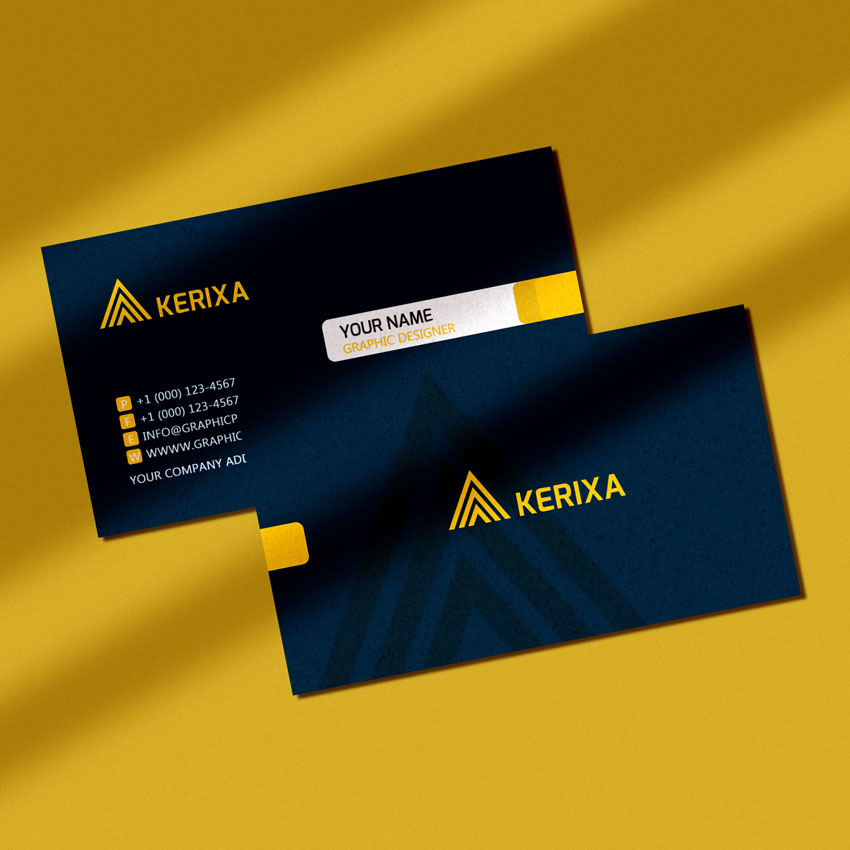 KERIXA
YOUR NAME
GRAPHIC DESIGNER
P +1 (000) 123-4567
F +1 (000) 123-4567
E INFO@GRAPHICP
W WWWW.GRAPHIC
YOUR COMPANY ADD
KERIXA